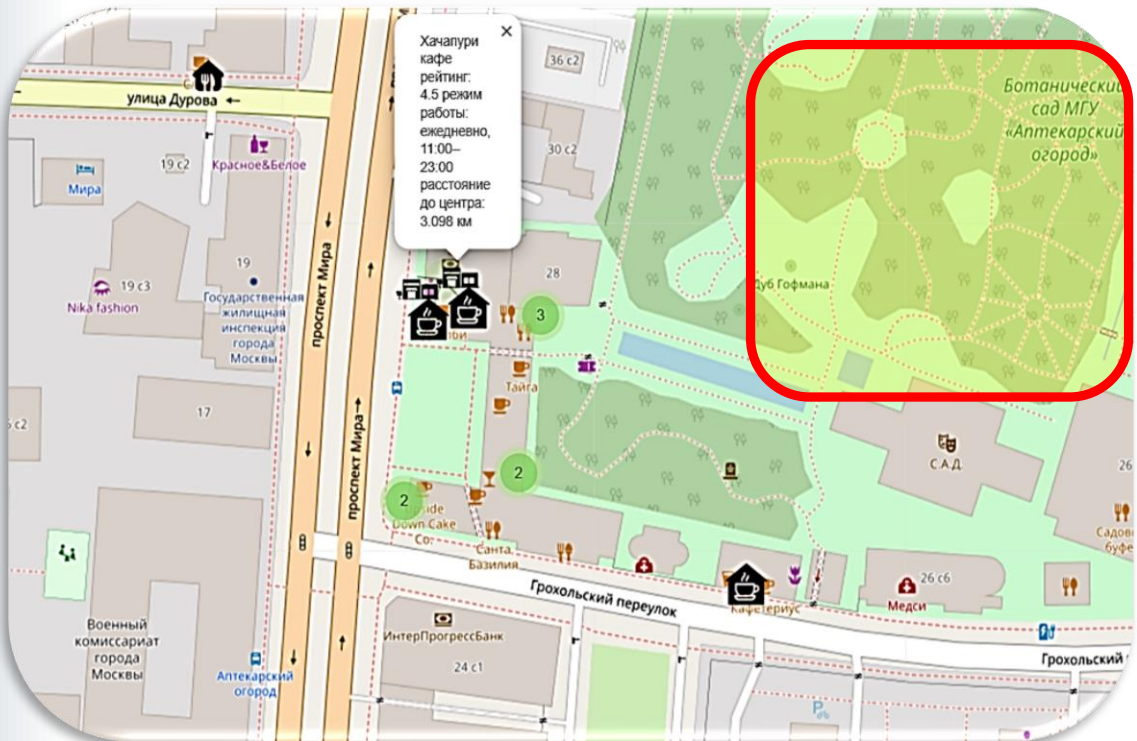 Хачапури
кафе
рейтинг:
4.5 режим
работы:
ежедневно,
11:00–
23:00
расстояние
до центра:
3.098 км
×
36 с2
улица Дурова ←
19 с2
Красное&Белое
Мира
30 с2
Ботанический
сад МГУ
«Аптекарский
огород»
19
19 с3
Nika fashion
Государственная
жилищная
инспекция
города
Москвы
проспект Мира
28
Дуб Гофмана
3
Тайга
17
проспект Мира→
2
2
Down Cake
Co.
Санта,
Базилия
С.А.Д.
26
Кафетериус
26 с6
Медси
Грохольский переулок
Военный
комиссариат
города
Москвы
ИнтерПрогрессБанк
24 с1
Аптекарский
огород
Грохольский
P